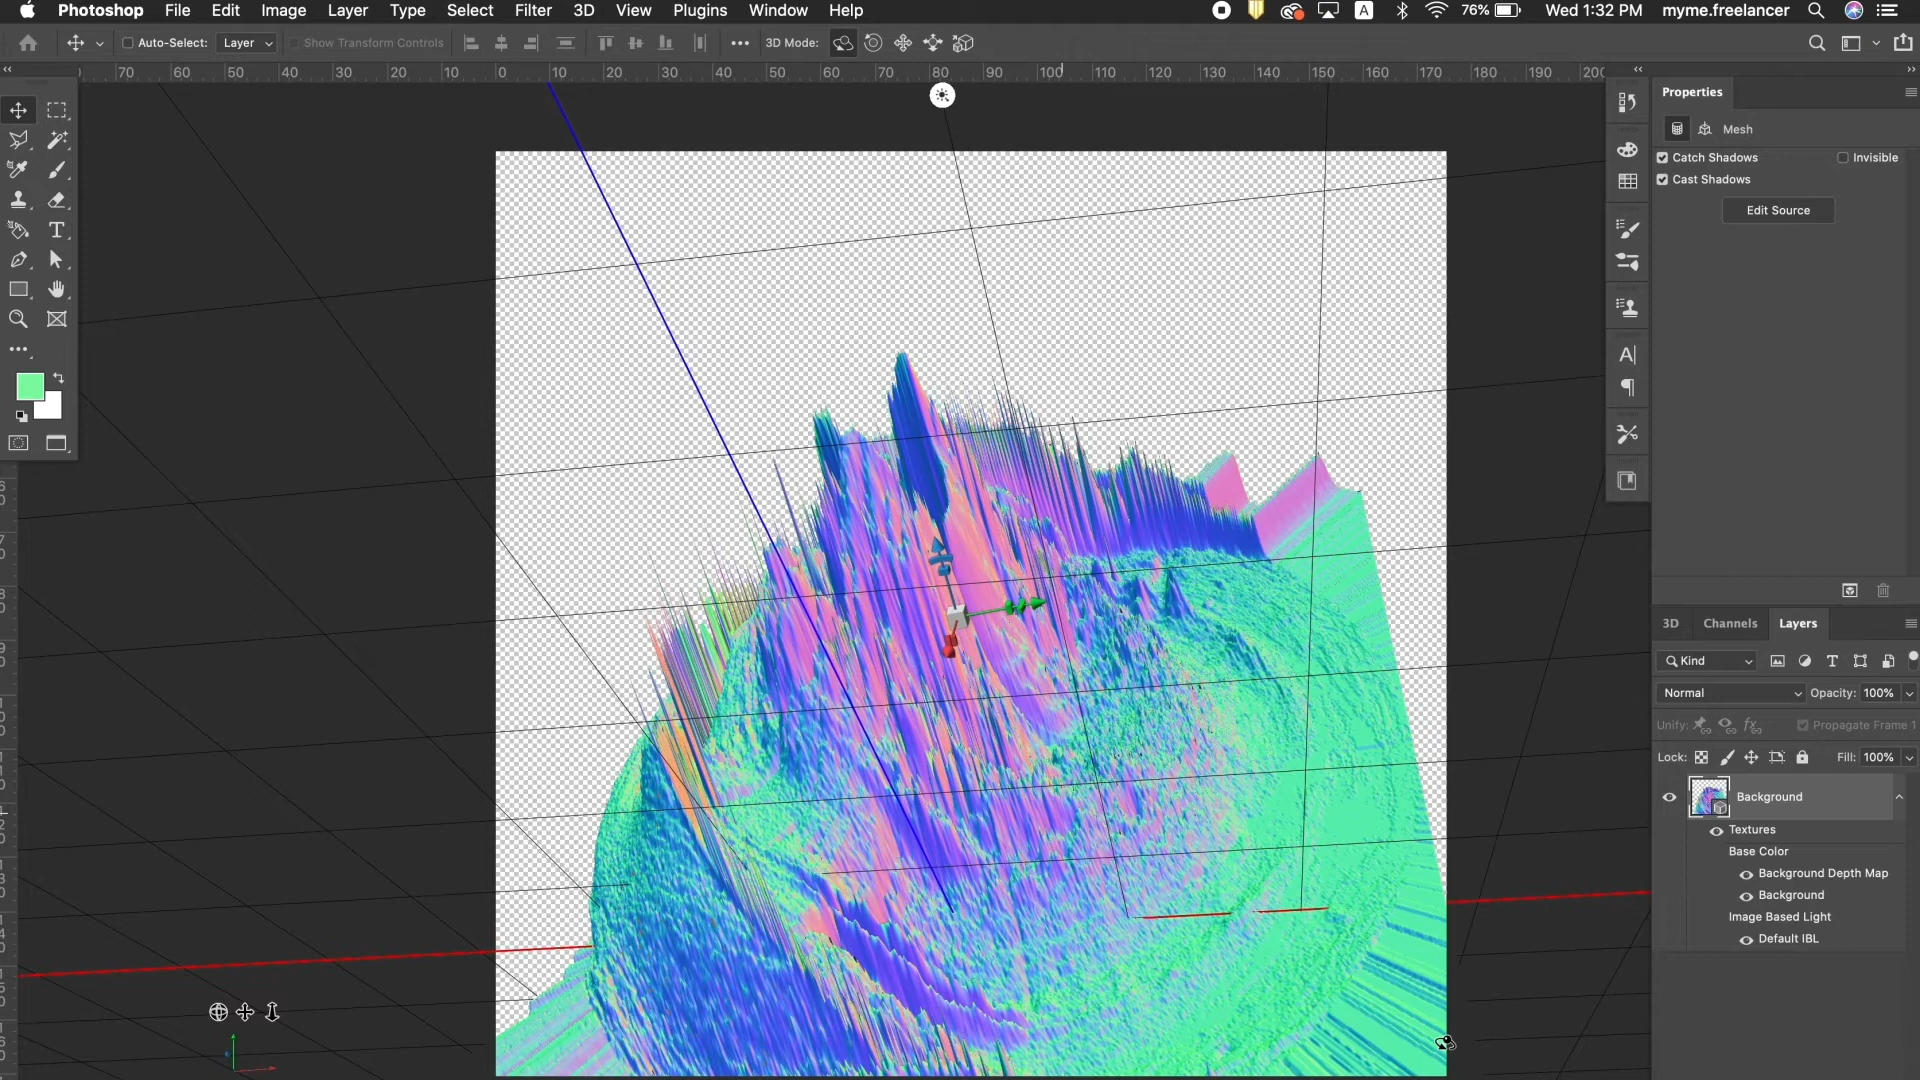 Photoshop File Edit Image Layer Type Select Filter 3D View Plugins Window Help
A 76% Wed 1:32 PM myme.freelancer
Auto-Select: Layer Show Transform Controls 3D Mode:
70 60 50 40 30 20 10 0 10 20 30 40 50 60 70 80 90 100 110 120 130 140 150 160 170 180 190 200
Properties
Mesh
Catch Shadows Invisible
Cast Shadows
Edit Source
3D Channels Layers
Kind
Normal Opacity: 100%
Unify: Propagate Frame 1
Lock: Fill: 100%
Background
Textures
Base Color
Background Depth Map
Background
Image Based Light
Default IBL